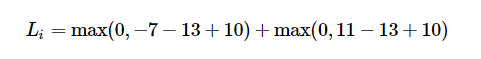 L_i = max(0, −7 − 13 + 10) + max(0, 11 − 13 + 10)